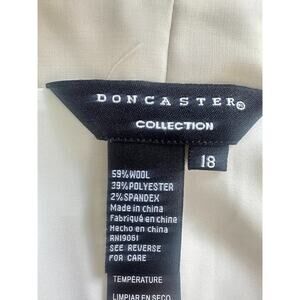 DONCASTER®
COLLECTION
18
59% WOOL
39% POLYESTER
2% SPANDEX
Made in china
Fabriqué en chine
Hecho en china
RN19061
SEE REVERSE
FOR CARE
TEMPÉRATURE
LIMPIAR EN SECO